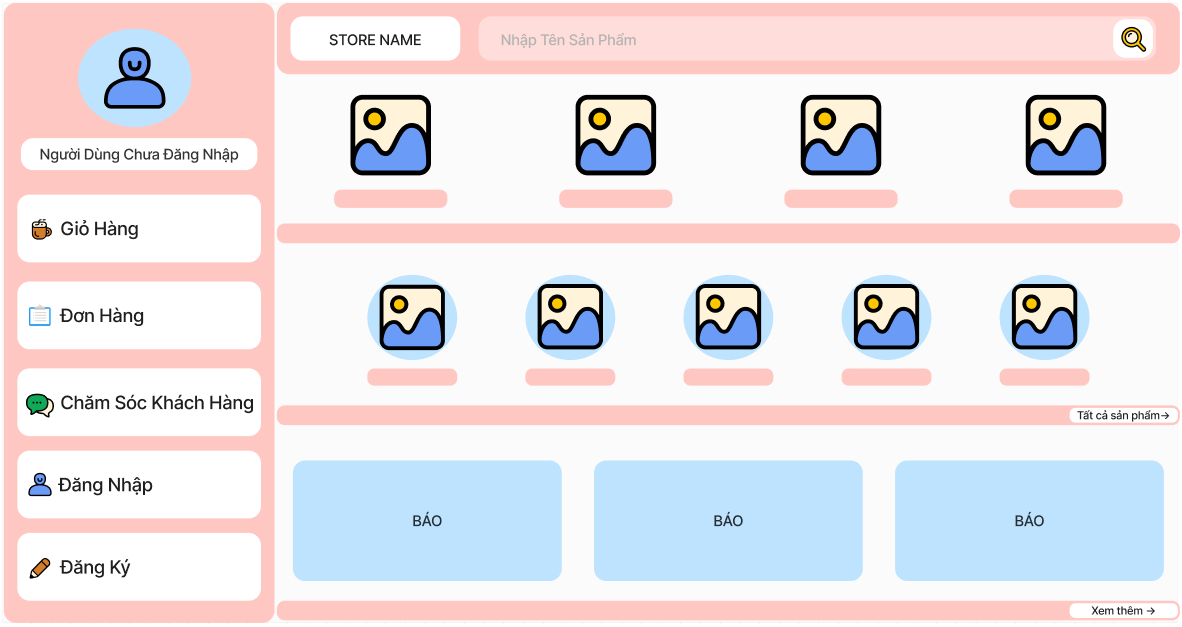 Người Dùng Chưa Đăng Nhập
Giỏ Hàng
Đơn Hàng
Chăm Sóc Khách Hàng
Đăng Nhập
Đăng Ký
STORE NAME
Nhập Tên Sản Phẩm
Tất cả sản phẩm→
BÁO
BÁO
BÁO
Xem thêm →